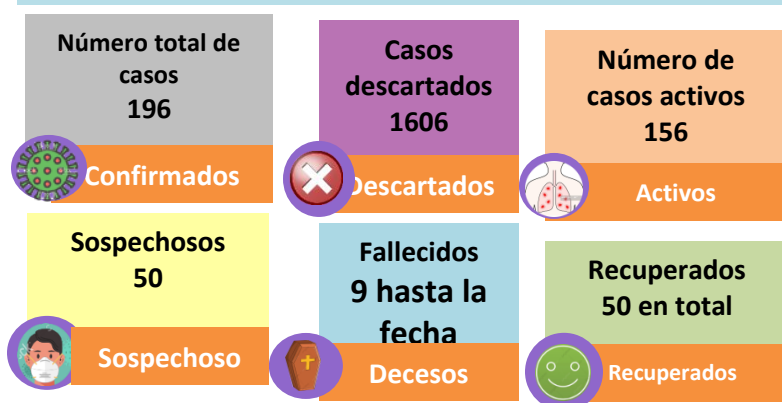 Número total de
casos
196
Confirmados
Casos
descartados
1606
Descartados
Número de
casos activos
156
Activos
Sospechosos
50
Sospechoso
Fallecidos
9 hasta la
fecha
Decesos
Recuperados
50 en total
Recuperados